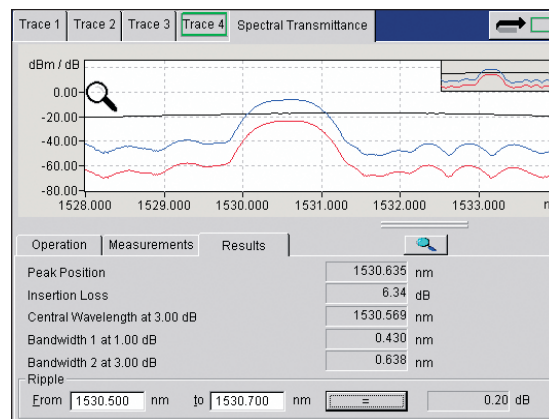 Trace 1 Trace 2 Trace 3 Trace 4 Spectral Transmittance
dBm / dB
0.00
-20.00
-40.00
-60.00
-80.00
1528.000 1529.000 1530.000 1531.000 1532.000 1533.000
Operation Measurements Results
Peak Position 1530.635 nm
Insertion Loss 6.34 dB
Central Wavelength at 3.00 dB 1530.569 nm
Bandwidth 1 at 1.00 dB 0.430 nm
Bandwidth 2 at 3.00 dB 0.638 nm
Ripple
From 1530.500 nm to 1530.700 nm = 0.20 dB